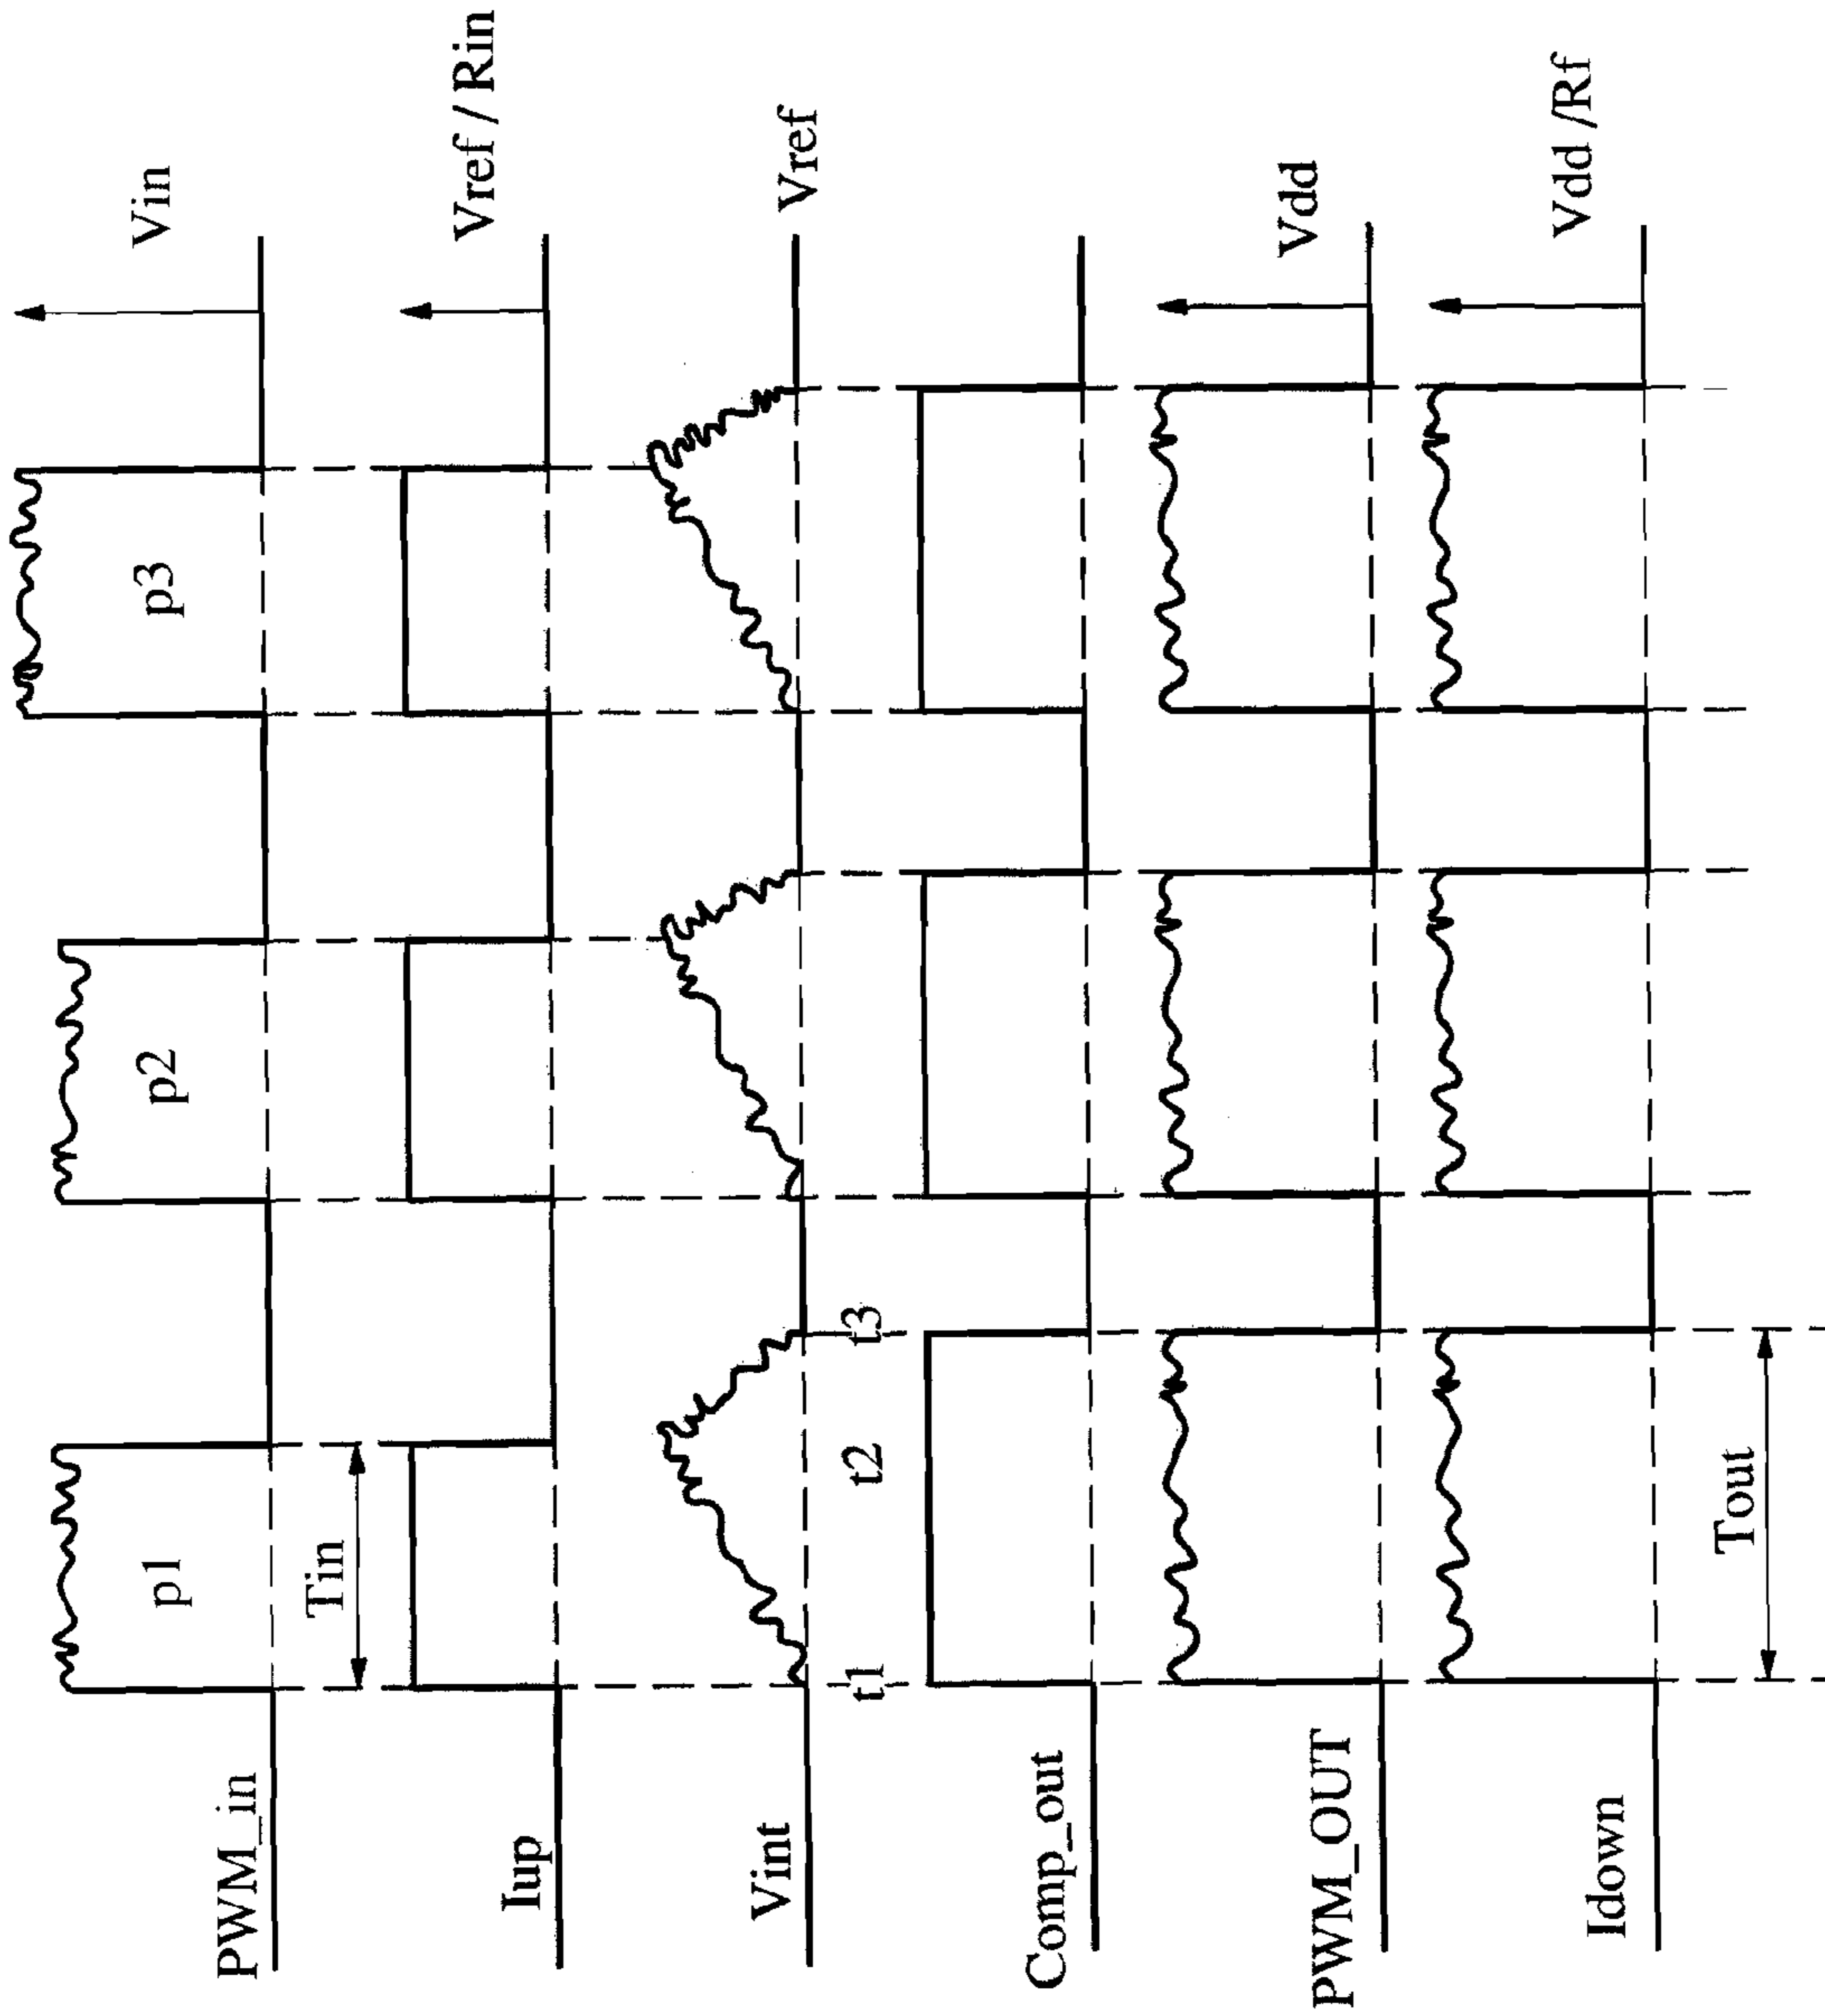 PWM_in
p1
p2
p3
Vin
Tin
Iup
Vref / Rin
Vint
Vref
t1
t2
t3
Comp_out
PWM_OUT
Vdd
Idown
Vdd /Rf
Tout